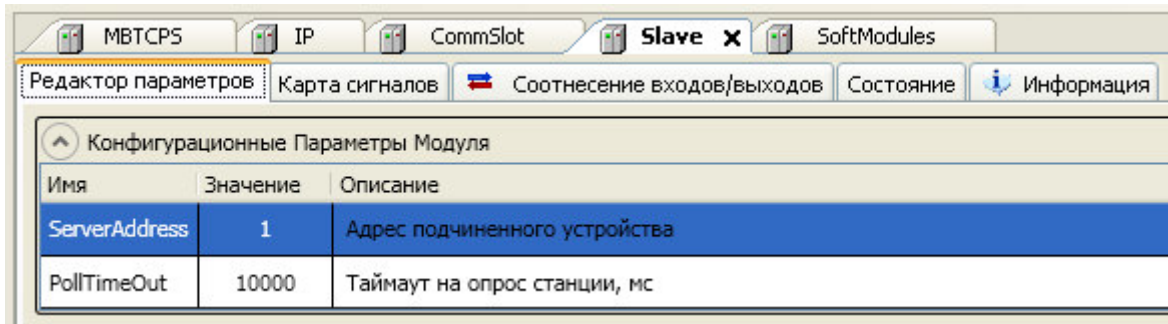 MBTCPS IP CommSlot Slave x SoftModules
Редактор параметров Карта сигналов Соотнесение входов/выходов Состояние Информация
Конфигурационные Параметры Модуля
Имя Значение Описание
ServerAddress 1 Адрес подчиненного устройства
PollTimeOut 10000 Таймаут на опрос станции, мс